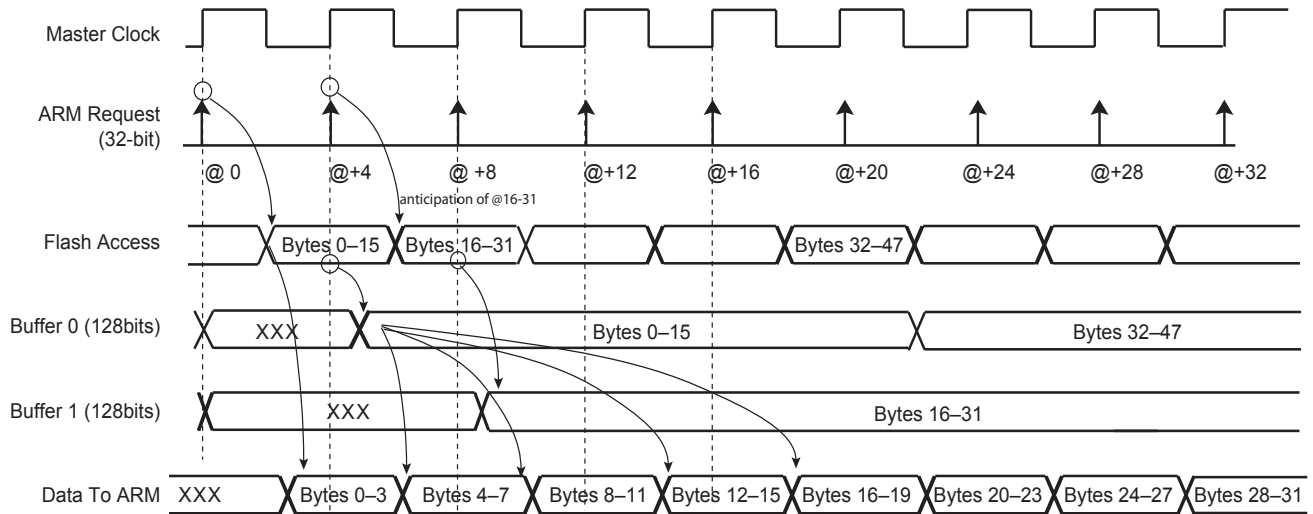 Master Clock
ARM Request
(32-bit)
@ 0 @+4 @ +8 @+12 @+16 @+20 @+24 @+28 @+32
anticipation of @16-31
Flash Access Bytes 0–15 Bytes 16–31 Bytes 32–47
Buffer 0 (128bits) XXX Bytes 0–15 Bytes 32–47
Buffer 1 (128bits) XXX Bytes 16–31
Data To ARM XXX Bytes 0–3 Bytes 4–7 Bytes 8–11 Bytes 12–15 Bytes 16–19 Bytes 20–23 Bytes 24–27 Bytes 28–31